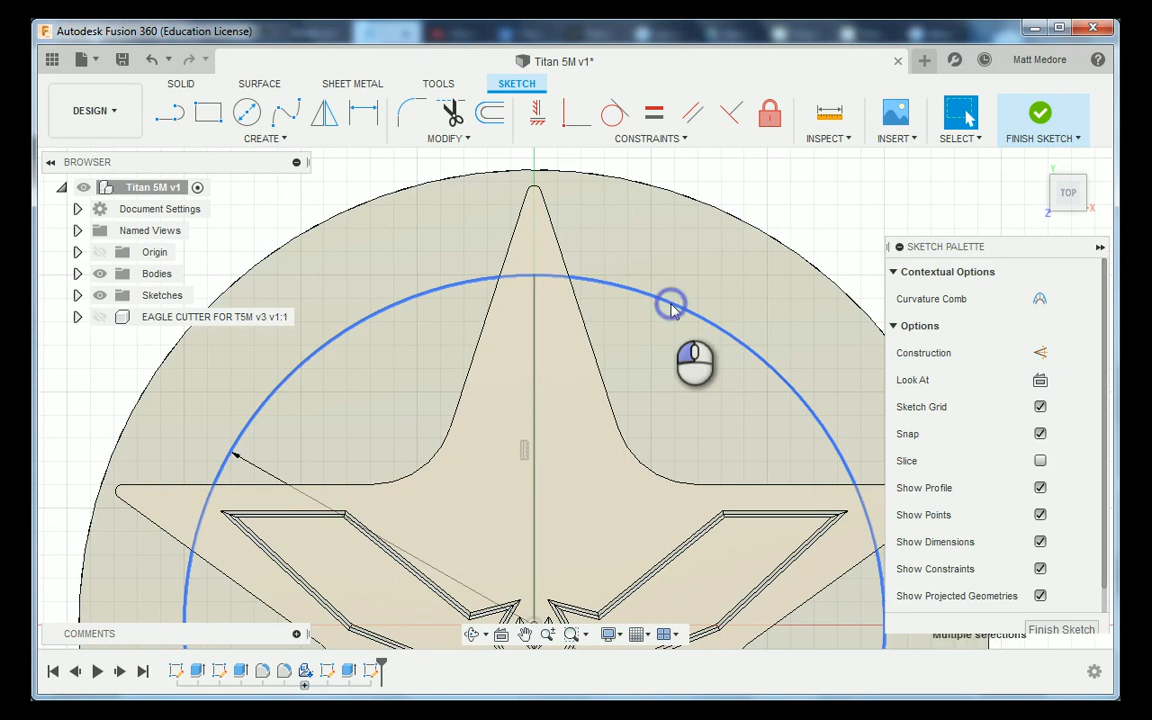 Autodesk Fusion 360 (Education License)
Titan 5M v1*
Matt Medore
DESIGN
SOLID
SURFACE
SHEET METAL
TOOLS
SKETCH
CREATE
MODIFY
CONSTRAINTS
INSPECT
INSERT
SELECT
FINISH SKETCH
BROWSER
Titan 5M v1
Document Settings
Named Views
Origin
Bodies
Sketches
EAGLE CUTTER FOR T5M v3 v1:1
Y
TOP
X
Z
SKETCH PALETTE
Contextual Options
Curvature Comb
Options
Construction
Look At
Sketch Grid
Snap
Slice
Show Profile
Show Points
Show Dimensions
Show Constraints
Show Projected Geometries
Finish Sketch
Multiple selections
COMMENTS